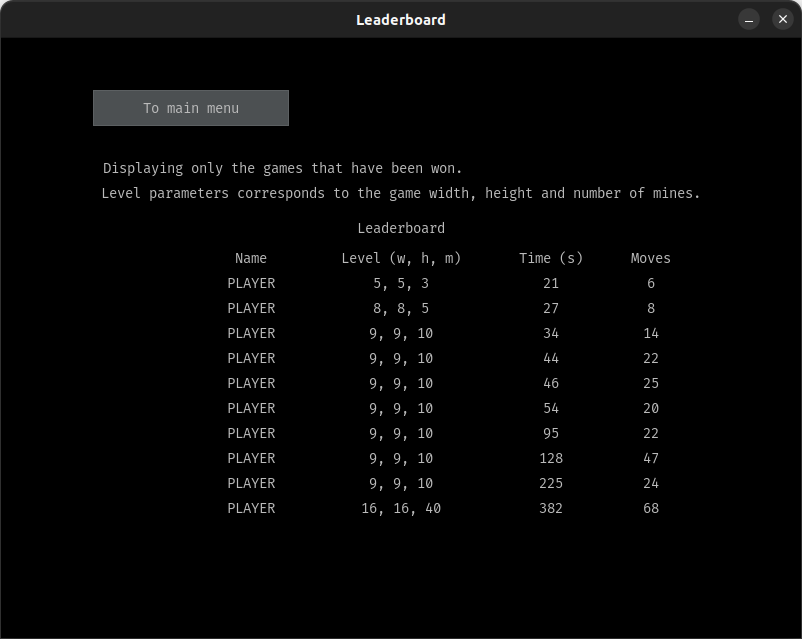 Leaderboard
To main menu
Displaying only the games that have been won.
Level parameters corresponds to the game width, height and number of mines.
Leaderboard
Name Level (w, h, m) Time (s) Moves
PLAYER 5, 5, 3 21 6
PLAYER 8, 8, 5 27 8
PLAYER 9, 9, 10 34 14
PLAYER 9, 9, 10 44 22
PLAYER 9, 9, 10 46 25
PLAYER 9, 9, 10 54 20
PLAYER 9, 9, 10 95 22
PLAYER 9, 9, 10 128 47
PLAYER 9, 9, 10 225 24
PLAYER 16, 16, 40 382 68